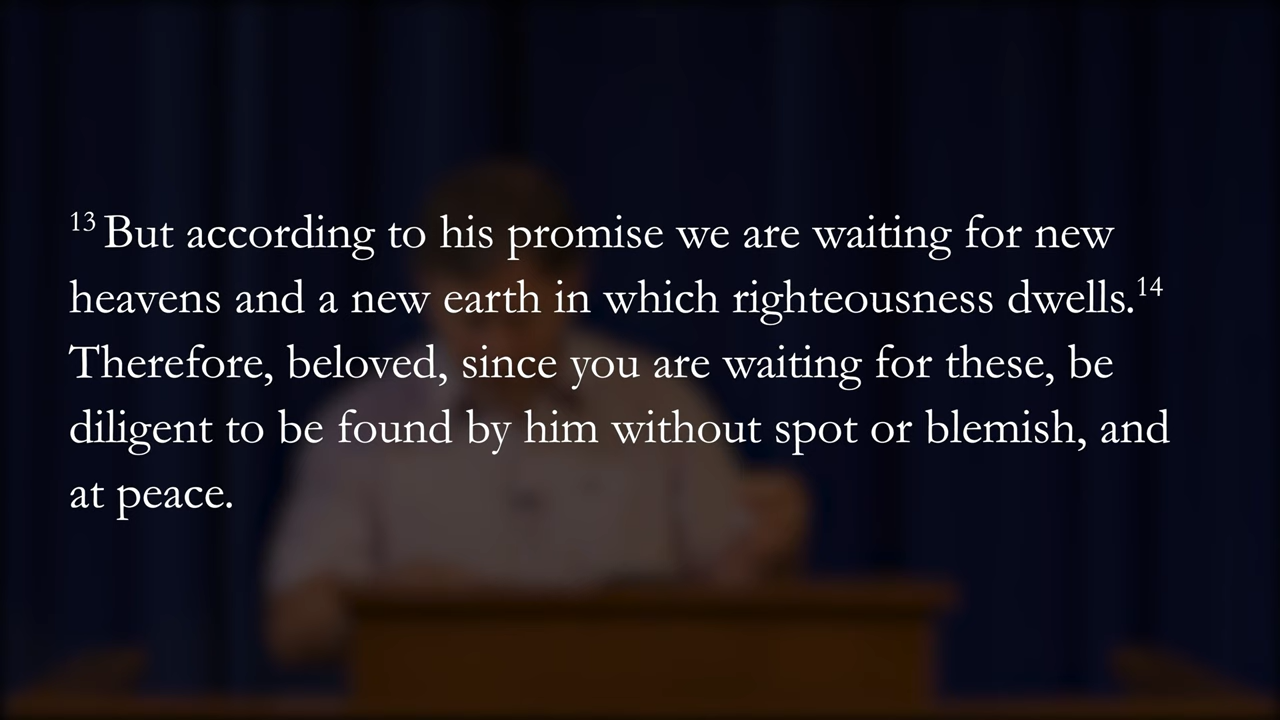 13 But according to his promise we are waiting for new
heavens and a new earth in which righteousness dwells.14
Therefore, beloved, since you are waiting for these, be
diligent to be found by him without spot or blemish, and
at peace.